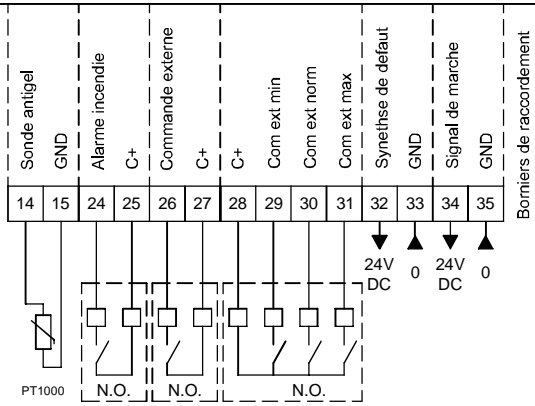 Sonde antigel
GND
Alarme incendie
C+
Commande externe
C+
C+
Com ext min
Com ext norm
Com ext max
Synethse de defaut
GND
Signal de marche
GND
Borniers de raccordement
14 15 24 25 26 27 28 29 30 31 32 33 34 35
24V DC 0 24V DC 0
PT1000 N.O. N.O. N.O.